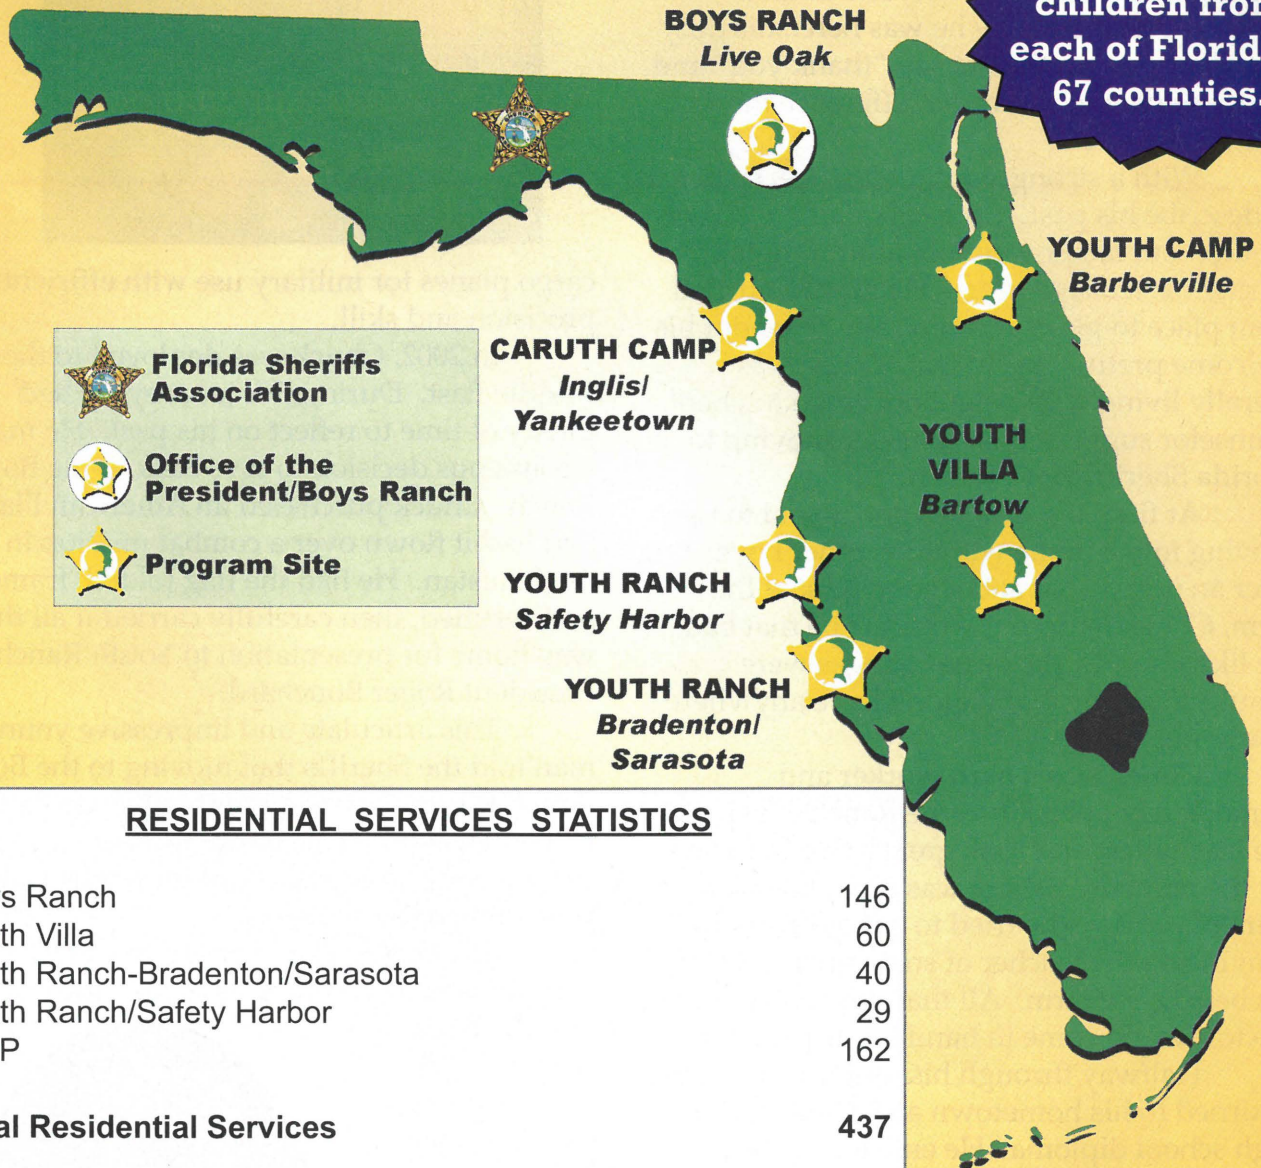 children from
each of Florid
67 counties.
BOYS RANCH
Live Oak
YOUTH CAMP
Barberville
CARUTH CAMP
Inglis/
Yankeetown
Florida Sheriffs
Association
Office of the
President/Boys Ranch
Program Site
YOUTH
VILLA
Bartow
YOUTH RANCH
Safety Harbor
YOUTH RANCH
Bradenton/
Sarasota
RESIDENTIAL SERVICES STATISTICS
ys Ranch 146
th Villa 60
th Ranch-Bradenton/Sarasota 40
th Ranch/Safety Harbor 29
P 162
al Residential Services 437